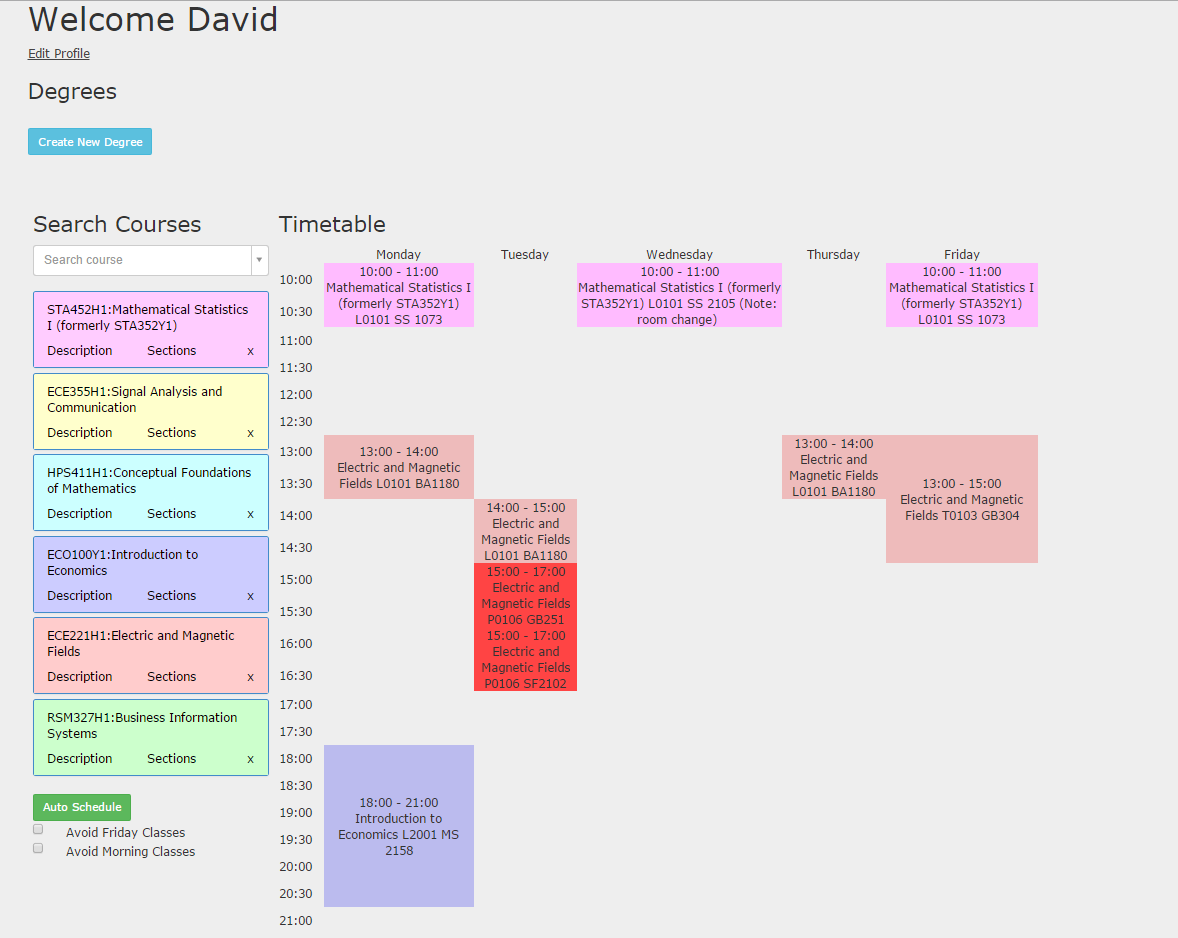 Welcome David
Edit Profile
Degrees
Create New Degree
Search Courses
Search course
STA452H1:Mathematical Statistics
I (formerly STA352Y1)
Description Sections x
ECE355H1:Signal Analysis and
Communication
Description Sections x
HPS411H1:Conceptual Foundations
of Mathematics
Description Sections x
ECO100Y1:Introduction to
Economics
Description Sections x
ECE221H1:Electric and Magnetic
Fields
Description Sections x
RSM327H1:Business Information
Systems
Description Sections x
Auto Schedule
Avoid Friday Classes
Avoid Morning Classes
Timetable
Monday Tuesday Wednesday Thursday Friday
10:00
10:30
11:00
11:30
12:00
12:30
13:00
13:30
14:00
14:30
15:00
15:30
16:00
16:30
17:00
17:30
18:00
18:30
19:00
19:30
20:00
20:30
21:00
10:00 - 11:00
Mathematical Statistics I
(formerly STA352Y1)
L0101 SS 1073
13:00 - 14:00
Electric and Magnetic
Fields L0101 BA1180
18:00 - 21:00
Introduction to
Economics L2001 MS
2158
14:00 - 15:00
Electric and
Magnetic Fields
L0101 BA1180
15:00 - 17:00
Electric and
Magnetic Fields
P0106 GB251
15:00 - 17:00
Electric and
Magnetic Fields
P0106 SF2102
10:00 - 11:00
Mathematical Statistics I (formerly
STA352Y1) L0101 SS 2105 (Note:
room change)
13:00 - 14:00
Electric and
Magnetic Fields
L0101 BA1180
10:00 - 11:00
Mathematical Statistics I
(formerly STA352Y1)
L0101 SS 1073
13:00 - 15:00
Electric and Magnetic
Fields T0103 GB304